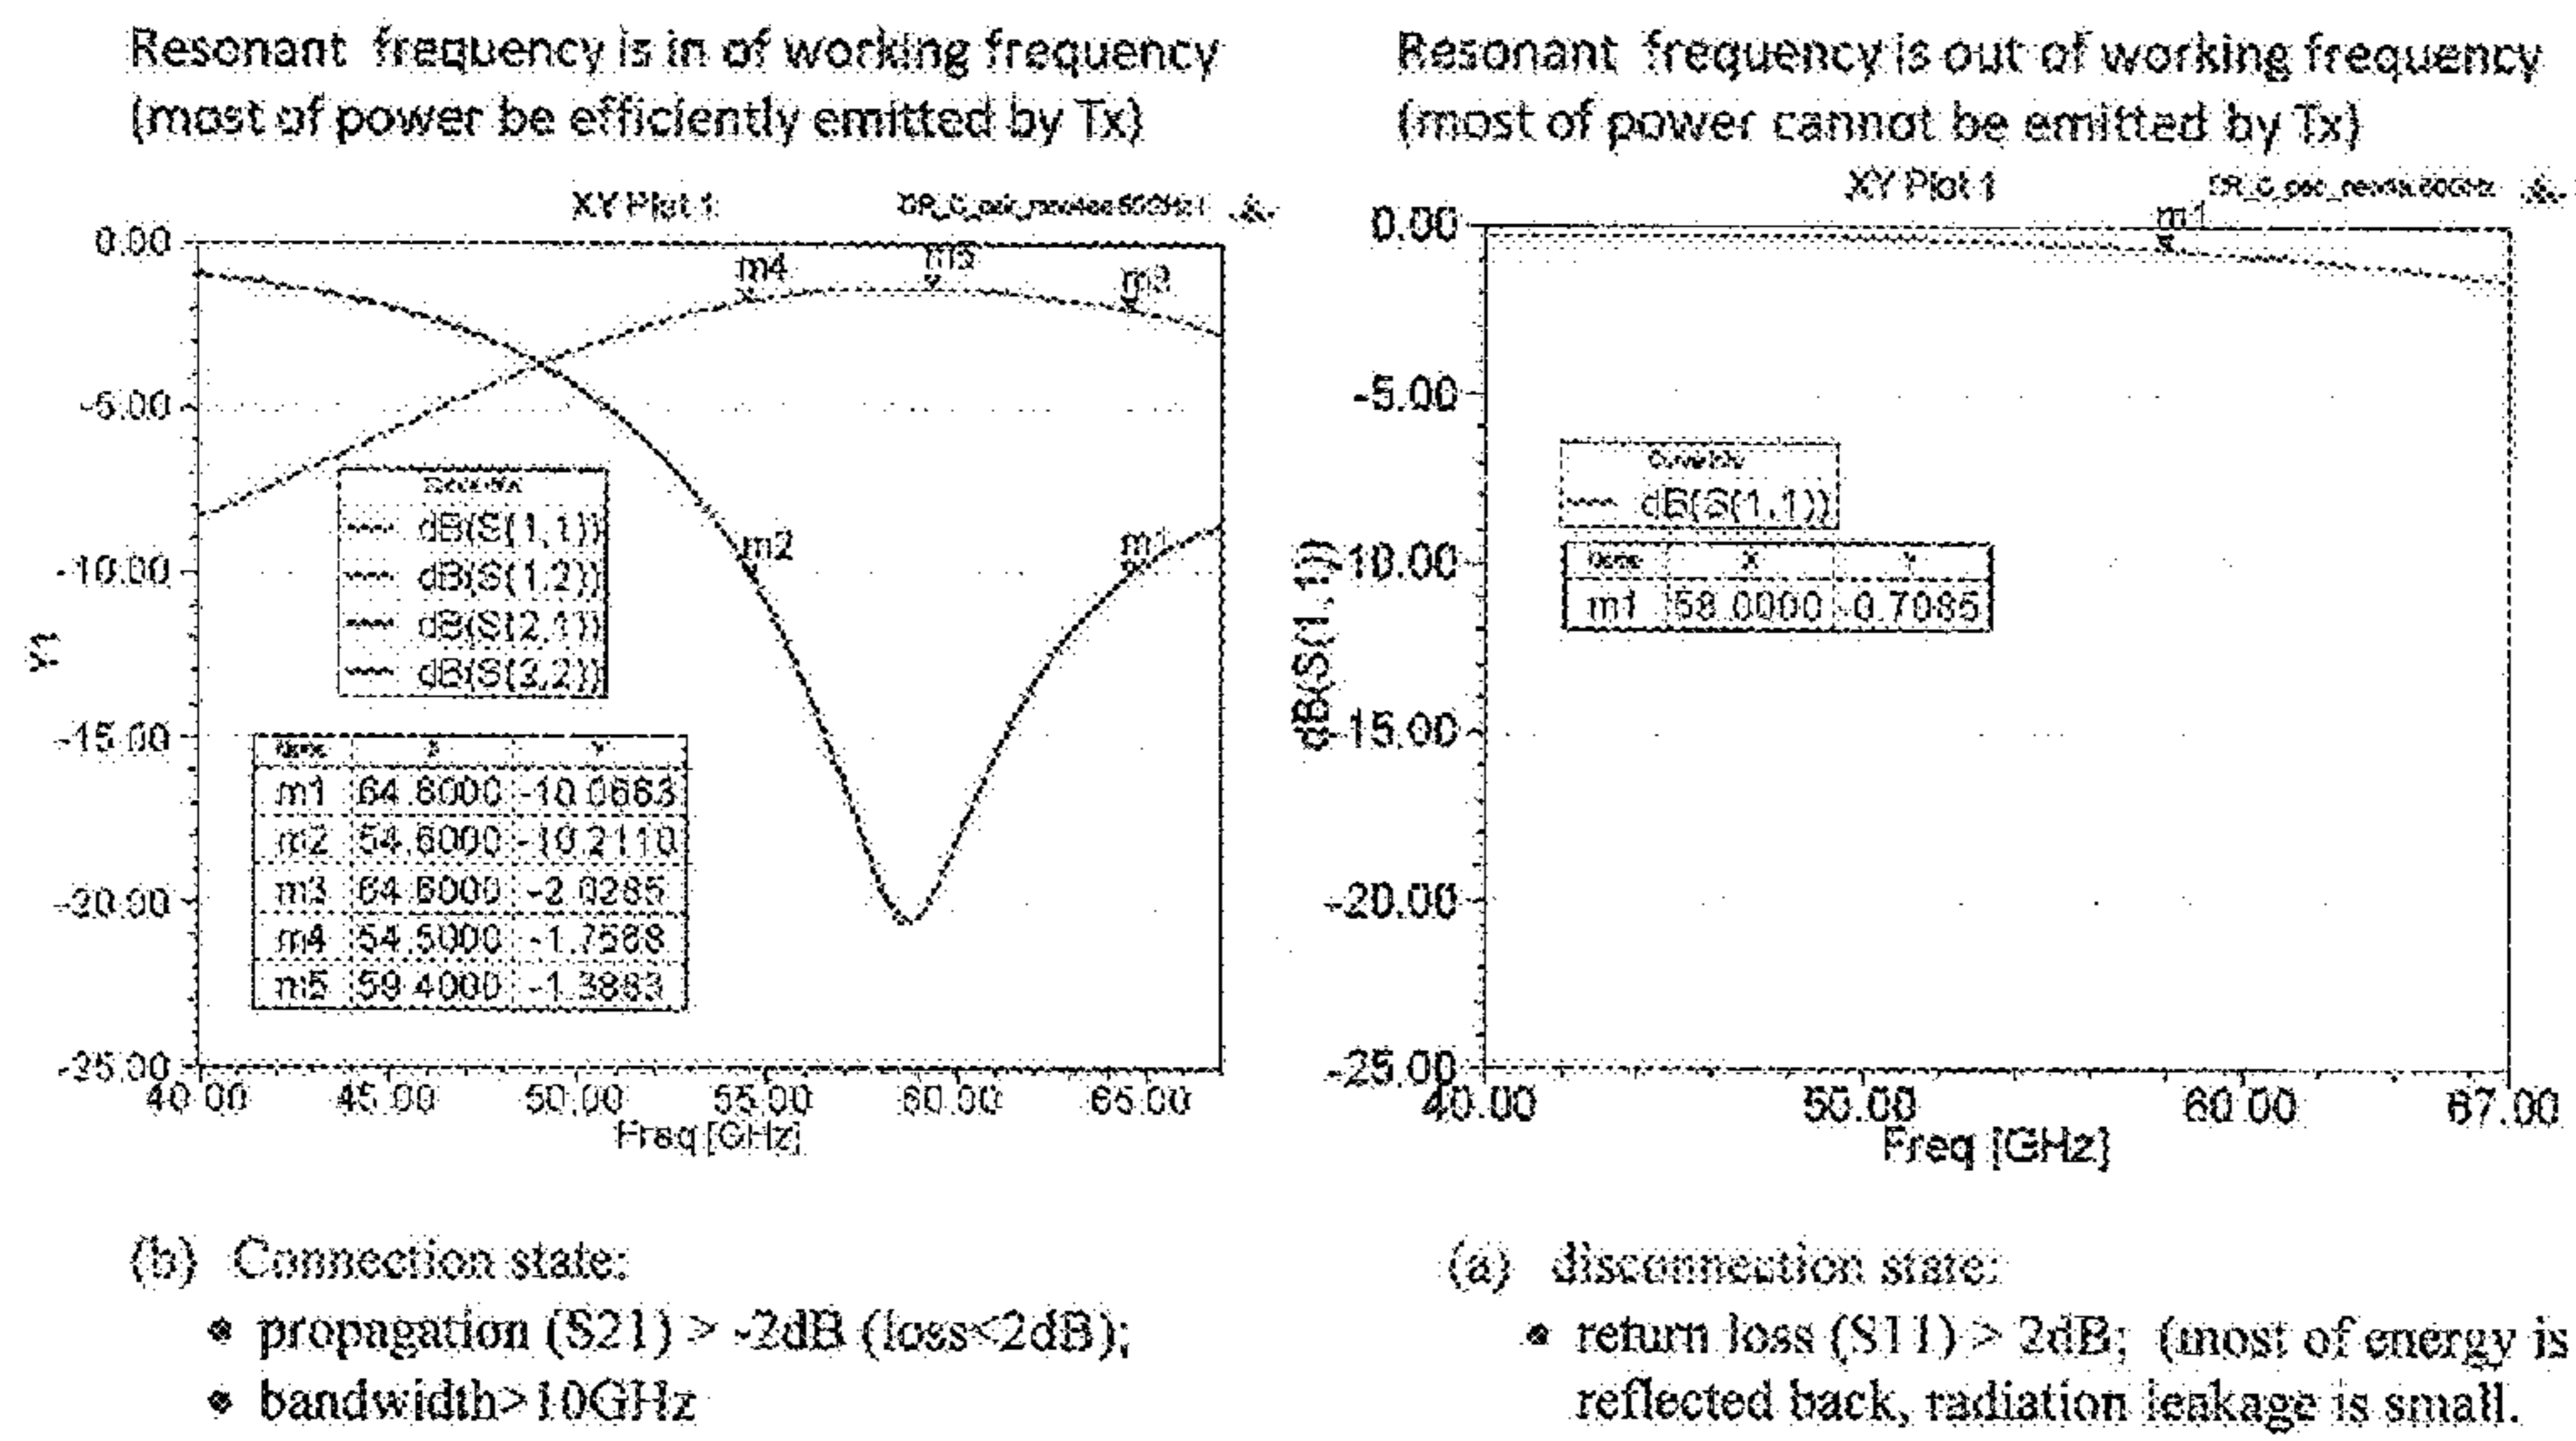 Resonant frequency is in of working frequency
(most of power be efficiently emitted by Tx)
XY Plot 1
m4
m5
m3
m2
m1
0.00
-5.00
-10.00
-15.00
-20.00
-25.00
Y1
dB(S(1,1))
dB(S(1,2))
dB(S(2,1))
dB(S(2,2))
Name X Y
m1 64.6000 -10.0663
m2 54.6000 -10.2110
m3 64.6000 -2.0265
m4 54.5000 -1.7568
m5 59.4000 -1.3883
40.00 45.00 50.00 55.00 60.00 65.00
Freq [GHz]
(b) Connection state:
• propagation (S21) > -2dB (loss<2dB);
• bandwidth>10GHz
Resonant frequency is out of working frequency
(most of power cannot be emitted by Tx)
XY Plot 1
m1
0.00
-5.00
-10.00
-15.00
-20.00
-25.00
dB(S(1,1))
dB(S(1,1))
Name X Y
m1 58.0000 -0.7085
40.00 50.00 60.00 67.00
Freq [GHz]
(a) disconnection state:
• return loss (S11) > 2dB; (most of energy is
reflected back, radiation leakage is small.